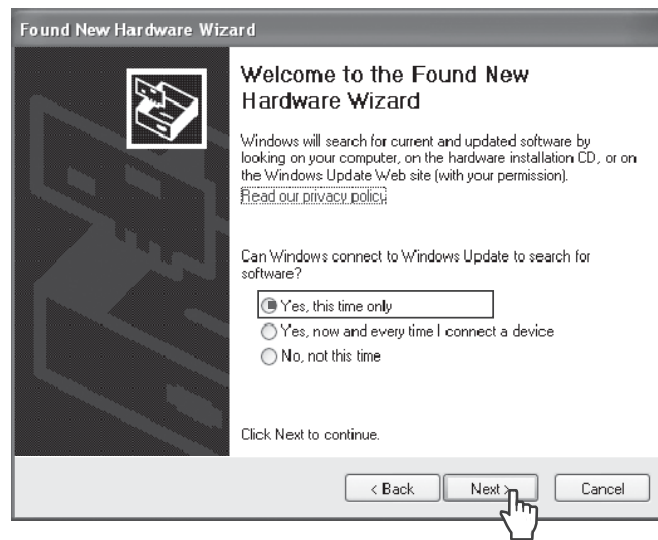 Found New Hardware Wizard
Welcome to the Found New
Hardware Wizard
Windows will search for current and updated software by
looking on your computer, on the hardware installation CD, or on
the Windows Update Web site (with your permission).
Read our privacy policy
Can Windows connect to Windows Update to search for
software?
Yes, this time only
Yes, now and every time I connect a device
No, not this time
Click Next to continue.
< Back
Next >
Cancel